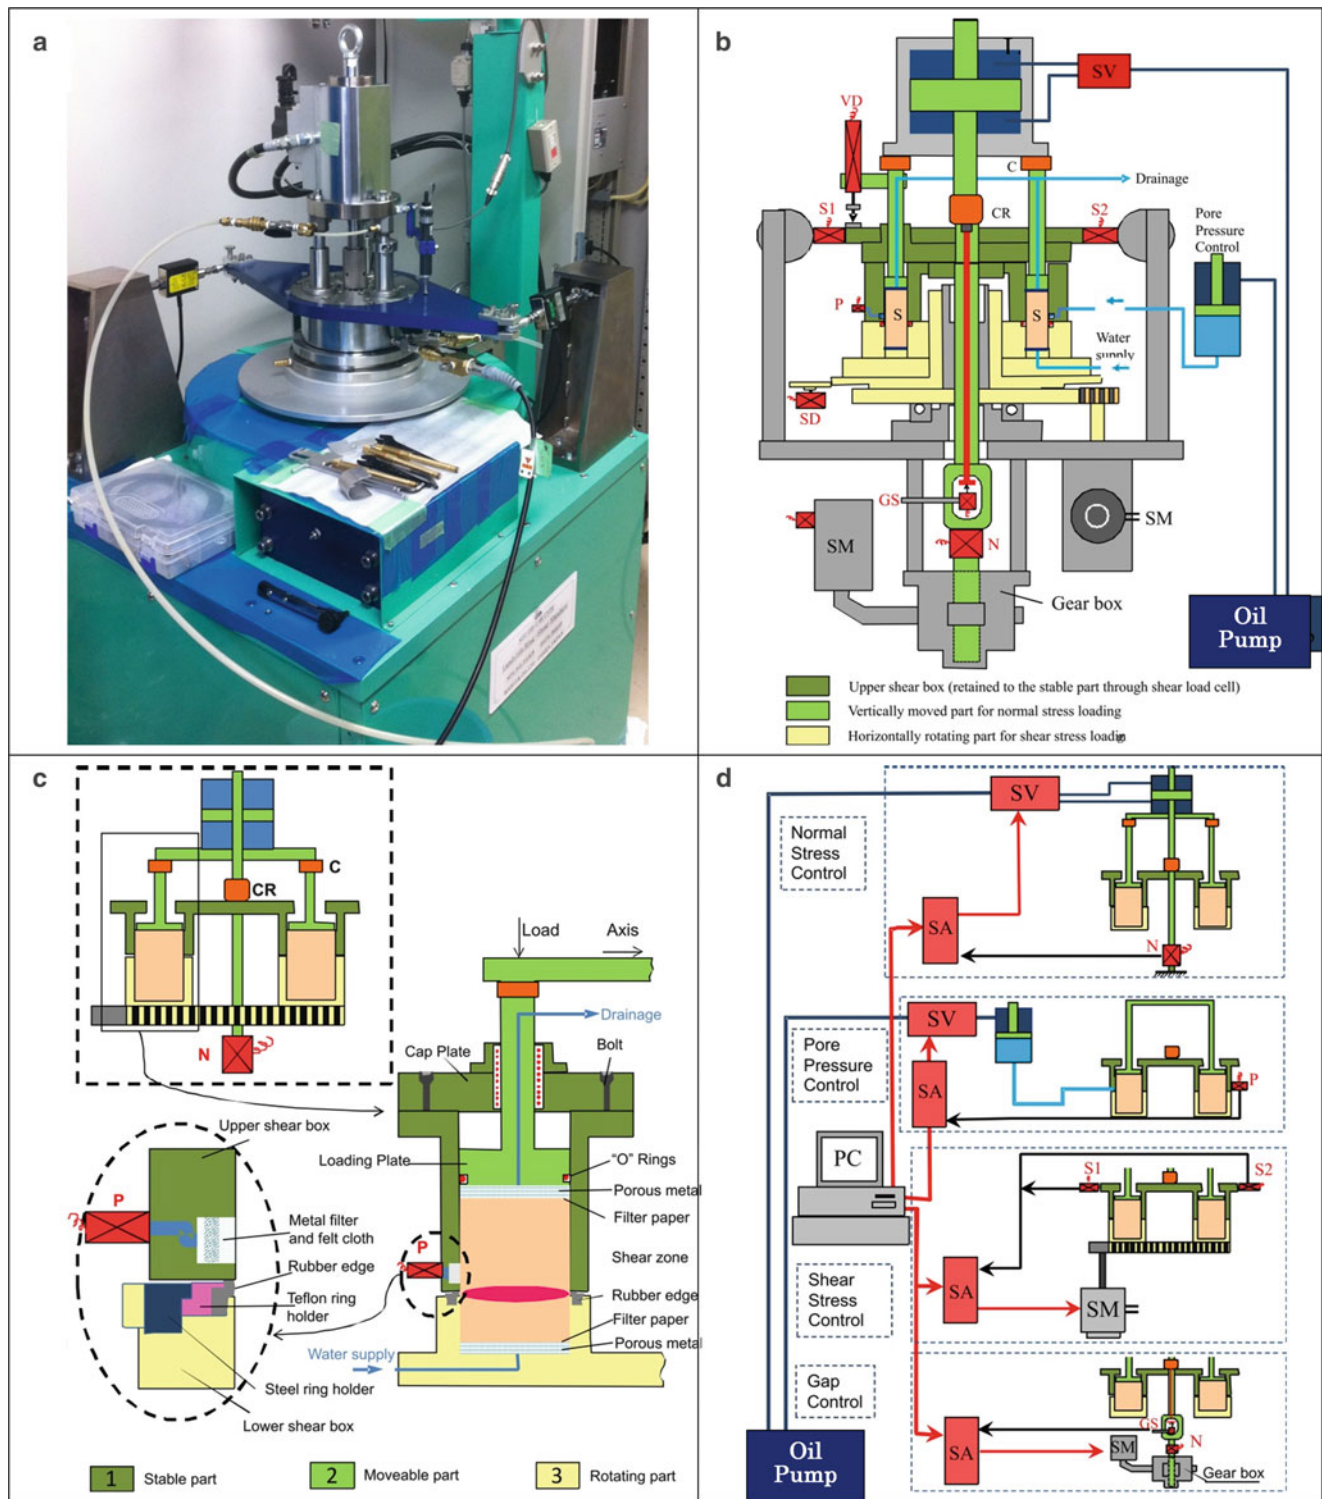 a
b
SV
VD
C
Drainage
S1
CR
S2
Pore
Pressure
Control
P
S
S
Water
supply
SD
GS
SM
N
SM
Gear box
Oil
Pump
Upper shear box (retained to the stable part through shear load cell)
Vertically moved part for normal stress loading
Horizontally rotating part for shear stress loadin
c
C
CR
N
Load
Axis
Drainage
Cap Plate
Bolt
Upper shear box
Loading Plate
"O" Rings
Porous metal
Filter paper
P
Metal filter
and felt cloth
P
Shear zone
Rubber edge
Teflon ring
holder
Rubber edge
Filter paper
Water supply
Porous metal
Steel ring holder
Lower shear box
1 Stable part
2 Moveable part
3 Rotating part
d
SV
Normal
Stress
Control
SA
N
SV
Pore
Pressure
Control
SA
P
PC
S1
S2
Shear
Stress
Control
SA
SM
Gap
Control
GS
SA
SM
N
Gear box
Oil
Pump